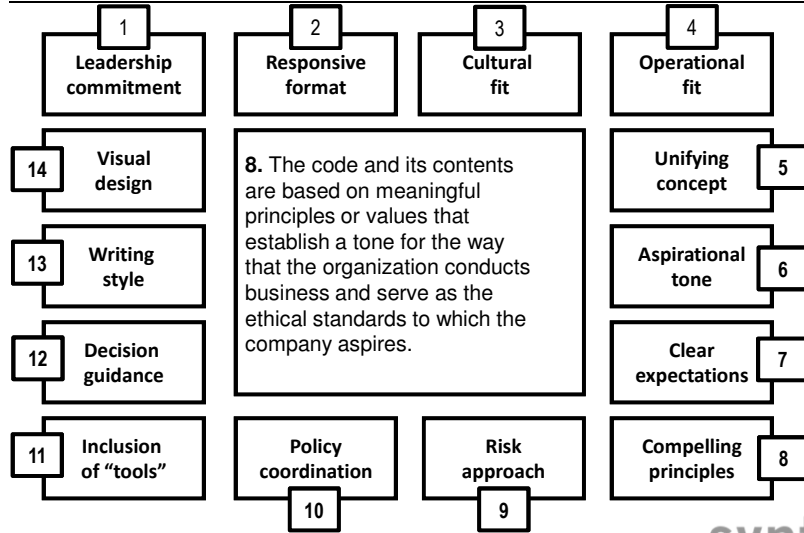 1
Leadership
commitment
2
Responsive
format
3
Cultural
fit
4
Operational
fit
14
Visual
design
8. The code and its contents
are based on meaningful
principles or values that
establish a tone for the way
that the organization conducts
business and serve as the
ethical standards to which the
company aspires.
Unifying
concept
5
13
Writing
style
Aspirational
tone
6
12
Decision
guidance
Clear
expectations
7
11
Inclusion
of “tools”
Policy
coordination
10
Risk
approach
9
Compelling
principles
8